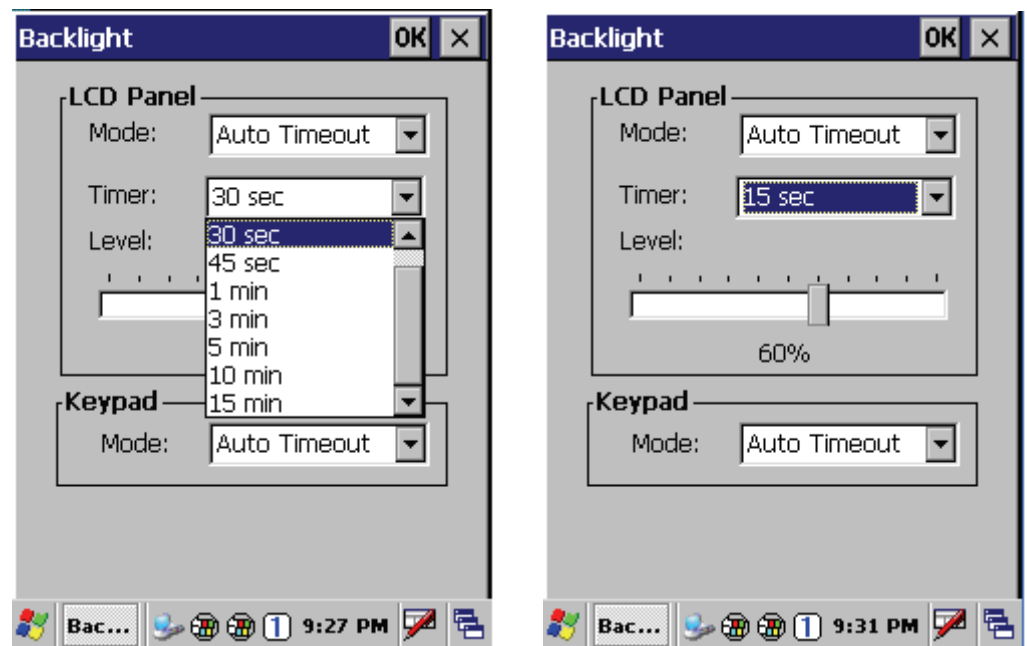 Backlight OK ×
LCD Panel
Mode: Auto Timeout
Timer: 30 sec
Level:
30 sec
45 sec
1 min
3 min
5 min
10 min
15 min
Keypad
Mode: Auto Timeout
Bac... 1 9:27 PM
Backlight OK ×
LCD Panel
Mode: Auto Timeout
Timer: 15 sec
Level:
60%
Keypad
Mode: Auto Timeout
Bac... 1 9:31 PM